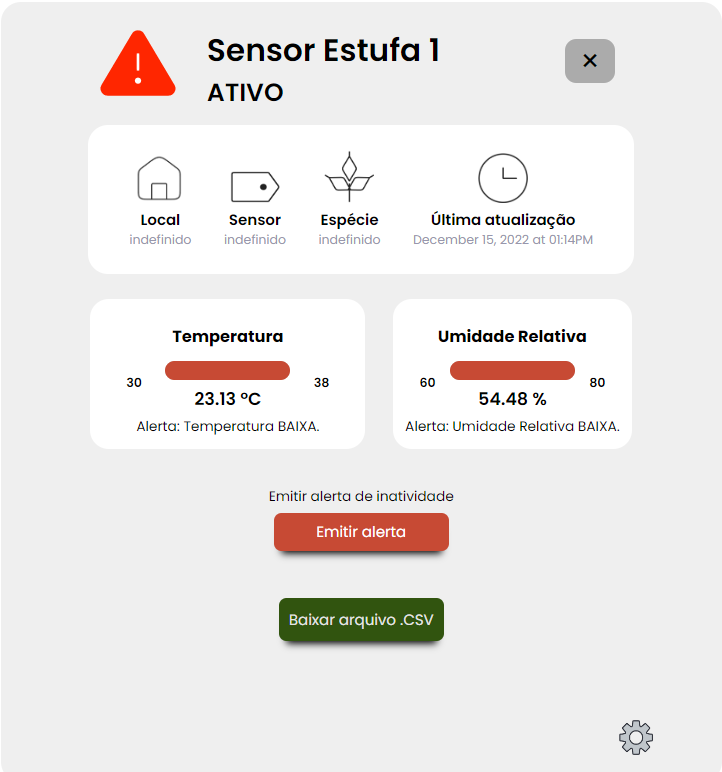 Sensor Estufa 1
ATIVO
Local
indefinido
Sensor
indefinido
Espécie
indefinido
Última atualização
December 15, 2022 at 01:14PM
Temperatura
30
38
23.13 ºC
Alerta: Temperatura BAIXA.
Umidade Relativa
60
80
54.48 %
Alerta: Umidade Relativa BAIXA.
Emitir alerta de inatividade
Emitir alerta
Baixar arquivo .CSV